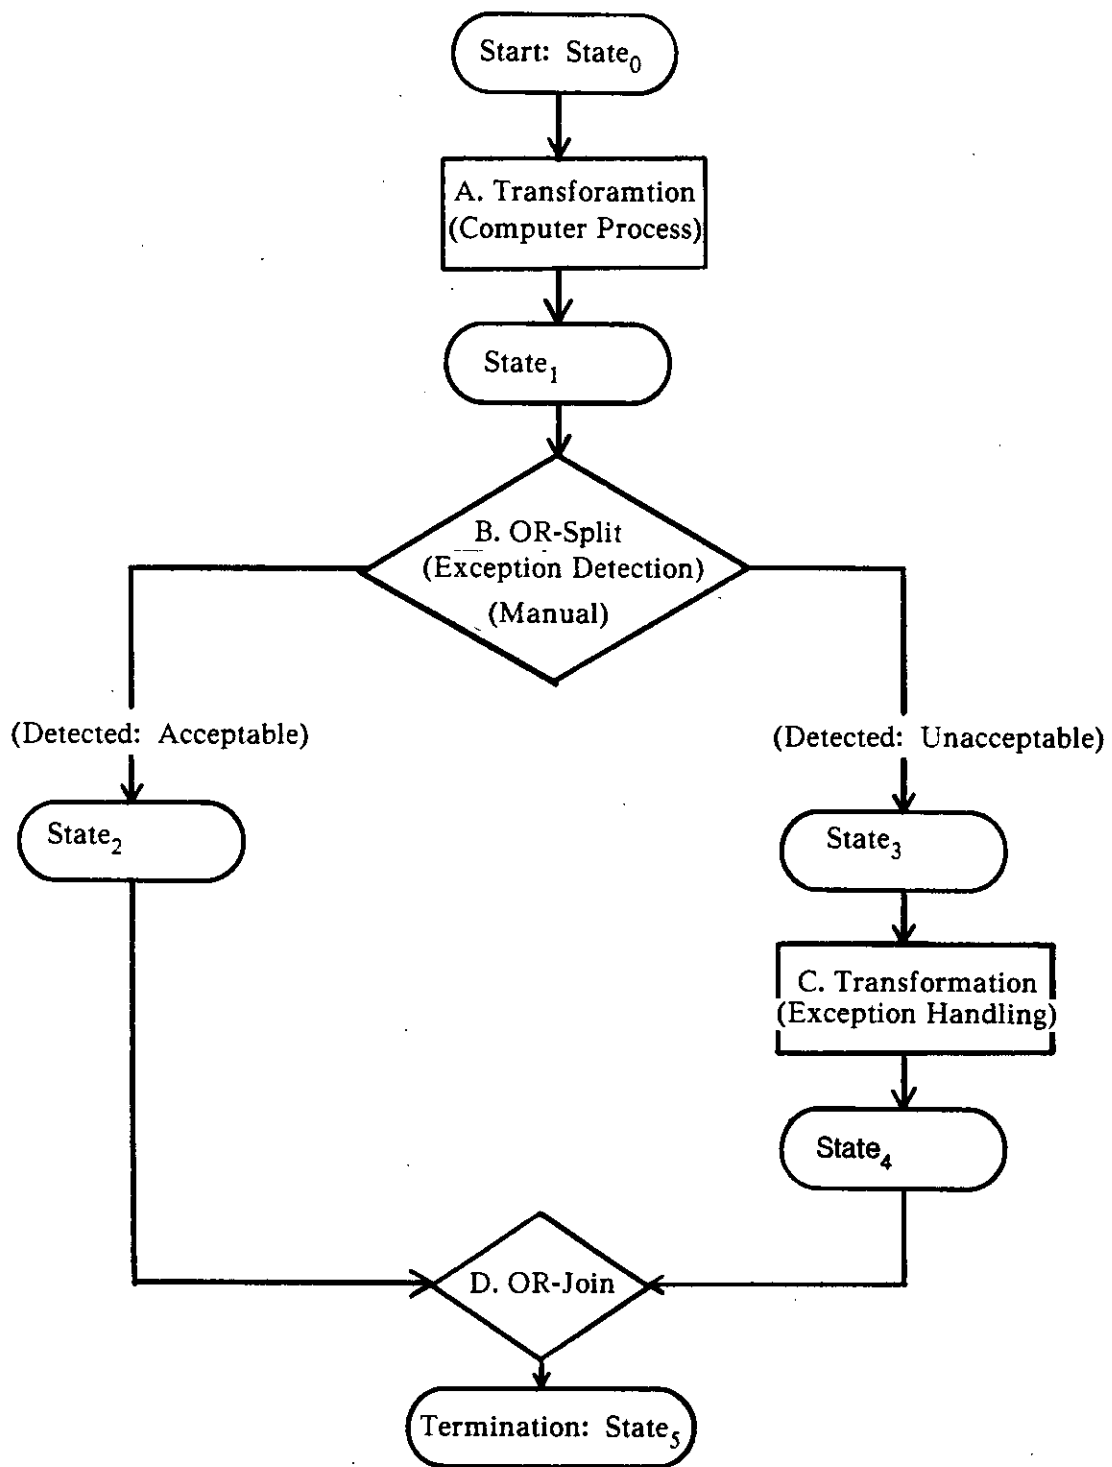 Start: State₀
A. Transforamtion
(Computer Process)
State₁
B. OR-Split
(Exception Detection)
(Manual)
(Detected: Acceptable)
(Detected: Unacceptable)
State₂
State₃
C. Transformation
(Exception Handling)
State₄
D. OR-Join
Termination: State₅